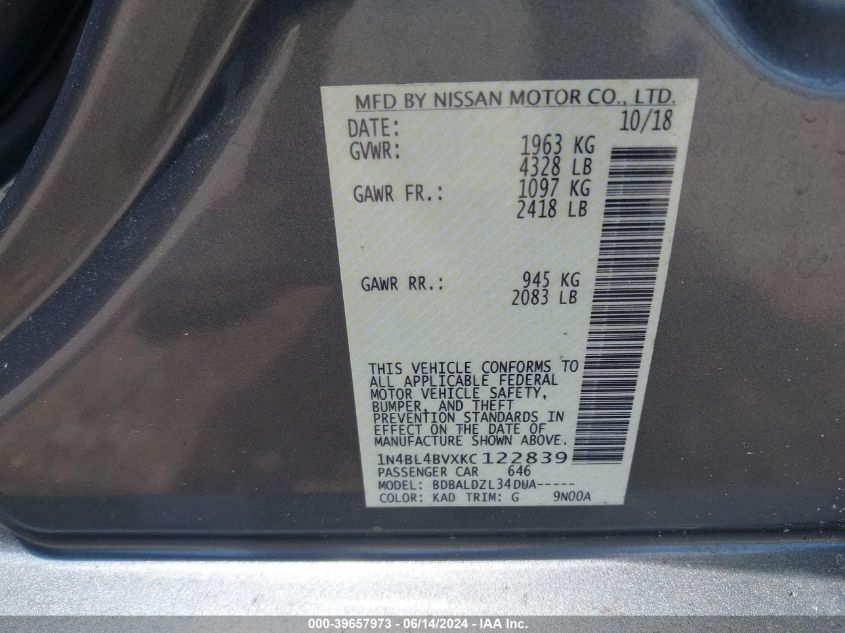 MFD BY NISSAN MOTOR CO., LTD.
DATE: 10/18
GVWR: 1963 KG
4328 LB
GAWR FR.: 1097 KG
2418 LB
GAWR RR.: 945 KG
2083 LB
THIS VEHICLE CONFORMS TO
ALL APPLICABLE FEDERAL
MOTOR VEHICLE SAFETY,
BUMPER, AND THEFT
PREVENTION STANDARDS IN
EFFECT ON THE DATE OF
MANUFACTURE SHOWN ABOVE.
1N4BL4BVXKC122839
PASSENGER CAR 646
MODEL: BDBALDZL34DUA-----
COLOR: KAD TRIM: G 9N00A
000-39657973 - 06/14/2024 - IAA Inc.